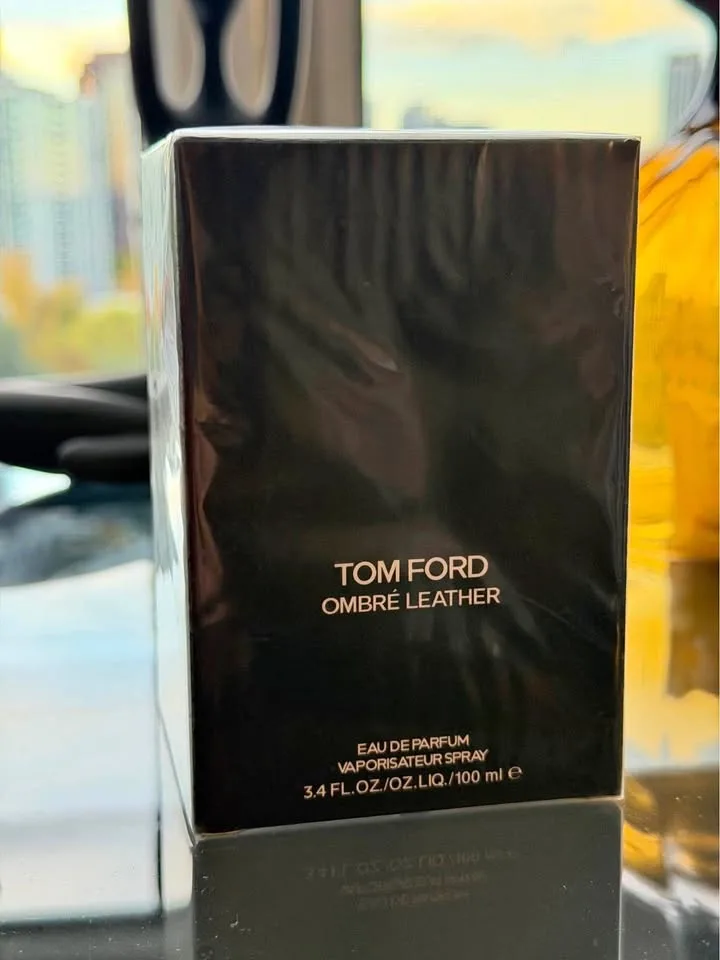 TOM FORD
OMBRÉ LEATHER
EAU DE PARFUM
VAPORISATEUR SPRAY
3.4 FL.OZ./OZ.LIQ./100 ml ℮